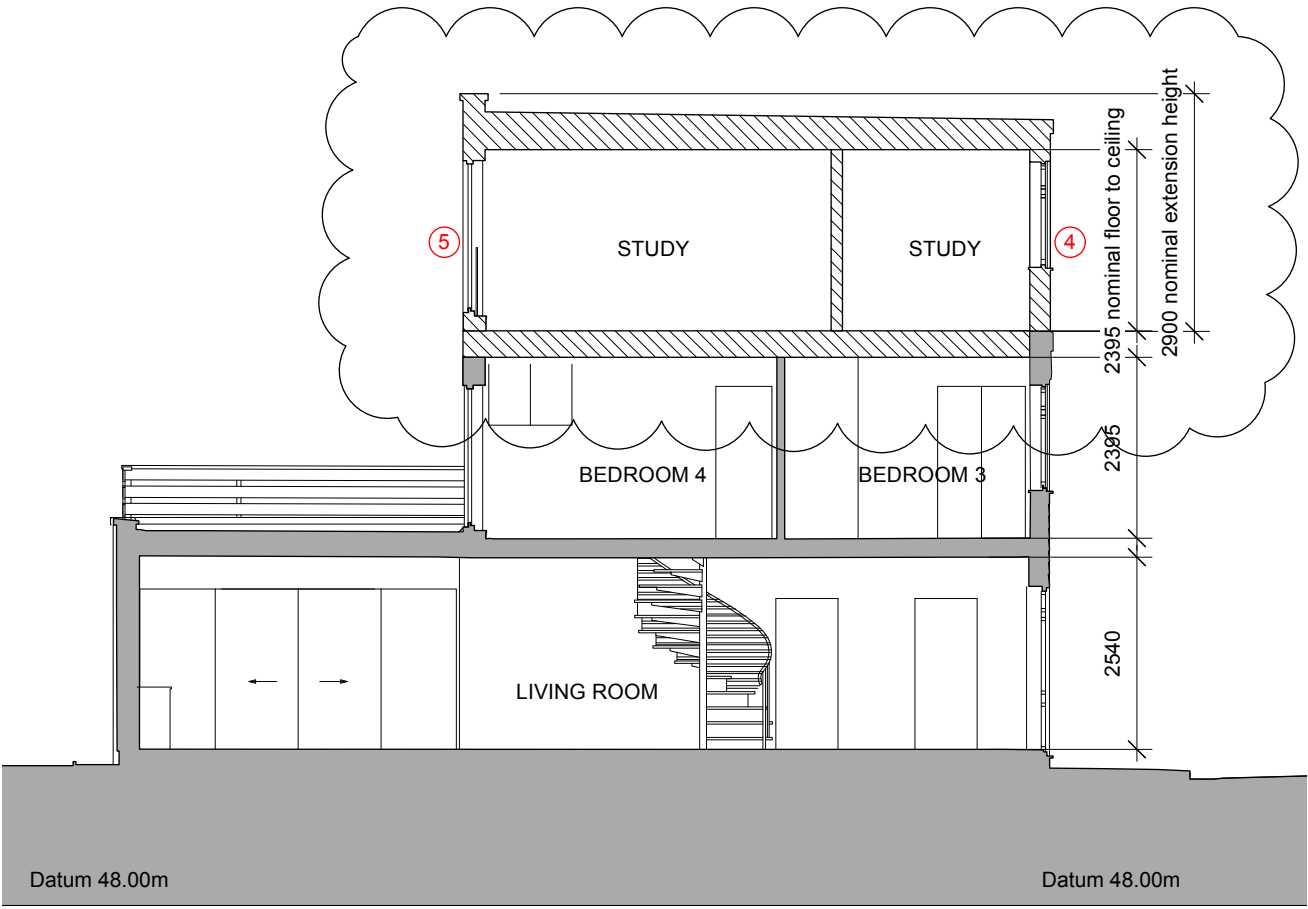 2900 nominal extension height
2395 nominal floor to ceiling
5
STUDY
STUDY
4
2395
BEDROOM 4
BEDROOM 3
2540
LIVING ROOM
Datum 48.00m
Datum 48.00m